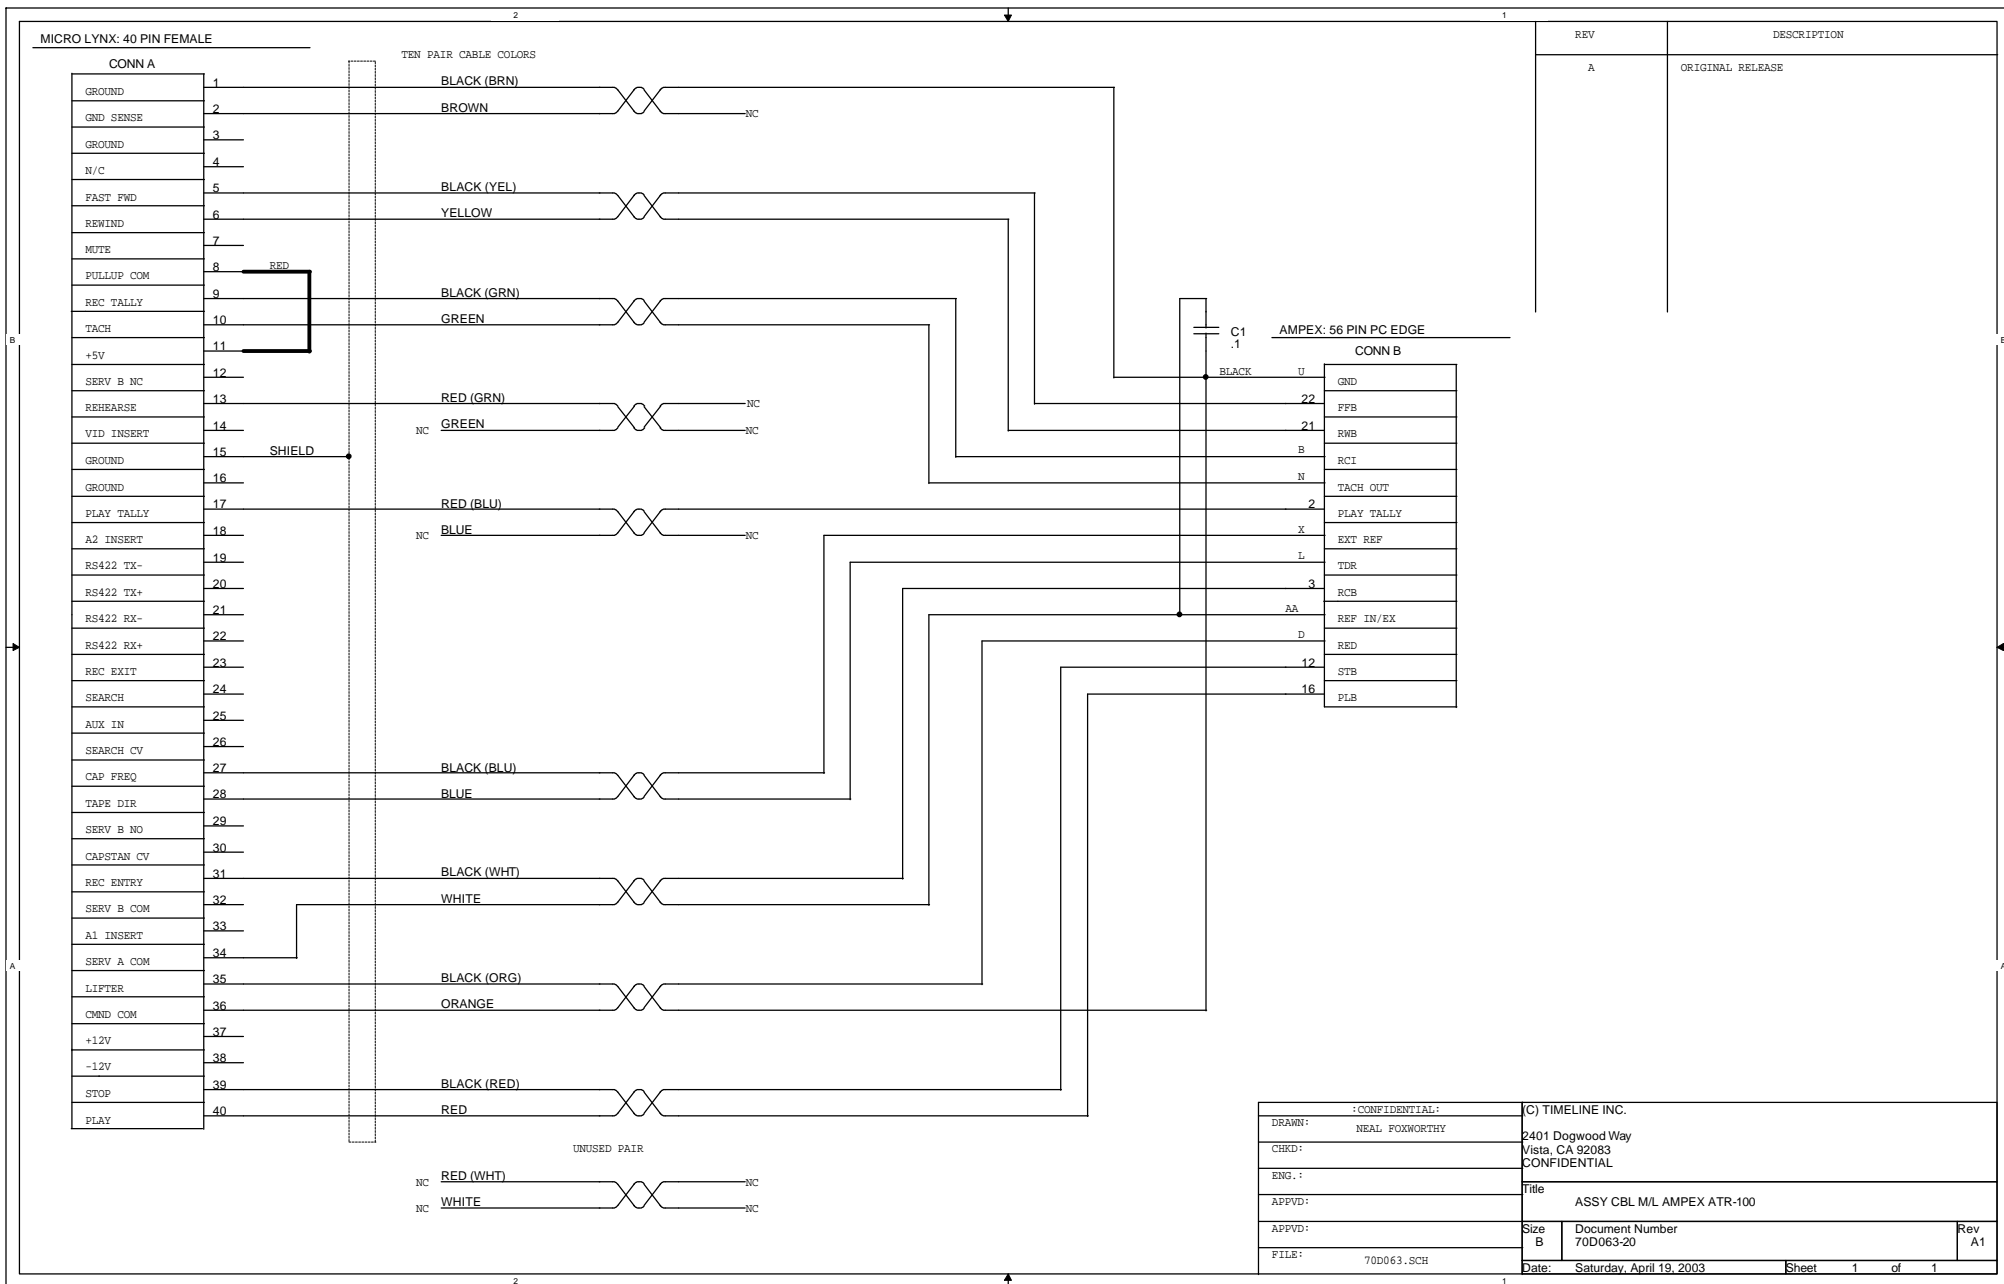 2
1
MICRO LYNX: 40 PIN FEMALE
CONN A
TEN PAIR CABLE COLORS
REV DESCRIPTION
A ORIGINAL RELEASE
GROUND 1 BLACK (BRN)
GND SENSE 2 BROWN NC
GROUND 3
N/C 4
FAST FWD 5 BLACK (YEL)
REWIND 6 YELLOW
MUTE 7
PULLUP COM 8 RED
REC TALLY 9 BLACK (GRN)
TACH 10 GREEN
+5V 11
SERV B NC 12
REHEARSE 13 RED (GRN) NC
VID INSERT 14 NC GREEN NC
GROUND 15 SHIELD
GROUND 16
PLAY TALLY 17 RED (BLU)
A2 INSERT 18 NC BLUE NC
RS422 TX- 19
RS422 TX+ 20
RS422 RX- 21
RS422 RX+ 22
REC EXIT 23
SEARCH 24
AUX IN 25
SEARCH CV 26
CAP FREQ 27 BLACK (BLU)
TAPE DIR 28 BLUE
SERV B NO 29
CAPSTAN CV 30
REC ENTRY 31 BLACK (WHT)
SERV B COM 32 WHITE
A1 INSERT 33
SERV A COM 34
LIFTER 35 BLACK (ORG)
CMND COM 36 ORANGE
+12V 37
-12V 38
STOP 39 BLACK (RED)
PLAY 40 RED
UNUSED PAIR
NC RED (WHT) NC
NC WHITE NC
C1
.1
AMPEX: 56 PIN PC EDGE
CONN B
BLACK U GND
22 FFB
21 RWB
B RCI
N TACH OUT
2 PLAY TALLY
X EXT REF
L TDR
3 RCB
AA REF IN/EX
D RED
12 STB
16 PLB
B
B
A
A
:CONFIDENTIAL:
DRAWN: NEAL FOXWORTHY
CHKD:
ENG.:
APPVD:
APPVD:
FILE: 70D063.SCH
(C) TIMELINE INC.
2401 Dogwood Way
Vista, CA 92083
CONFIDENTIAL
Title
ASSY CBL M/L AMPEX ATR-100
Size Document Number Rev
B 70D063-20 A1
Date: Saturday, April 19, 2003 Sheet 1 of 1
2
1